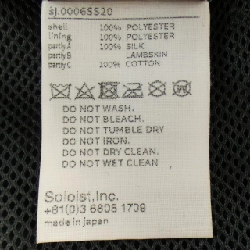 sj.00065S20
shell 100% POLYESTER
lining 100% POLYESTER
partyA 100% SILK
partyB LAMBSKIN
partyC 100% COTTON
DO NOT WASH.
DO NOT BLEACH.
DO NOT TUMBLE DRY
DO NOT IRON.
DO NOT DRY CLEAN.
DO NOT WET CLEAN
Soloist,Inc.
+81(0)3 6805 1709
made in japan